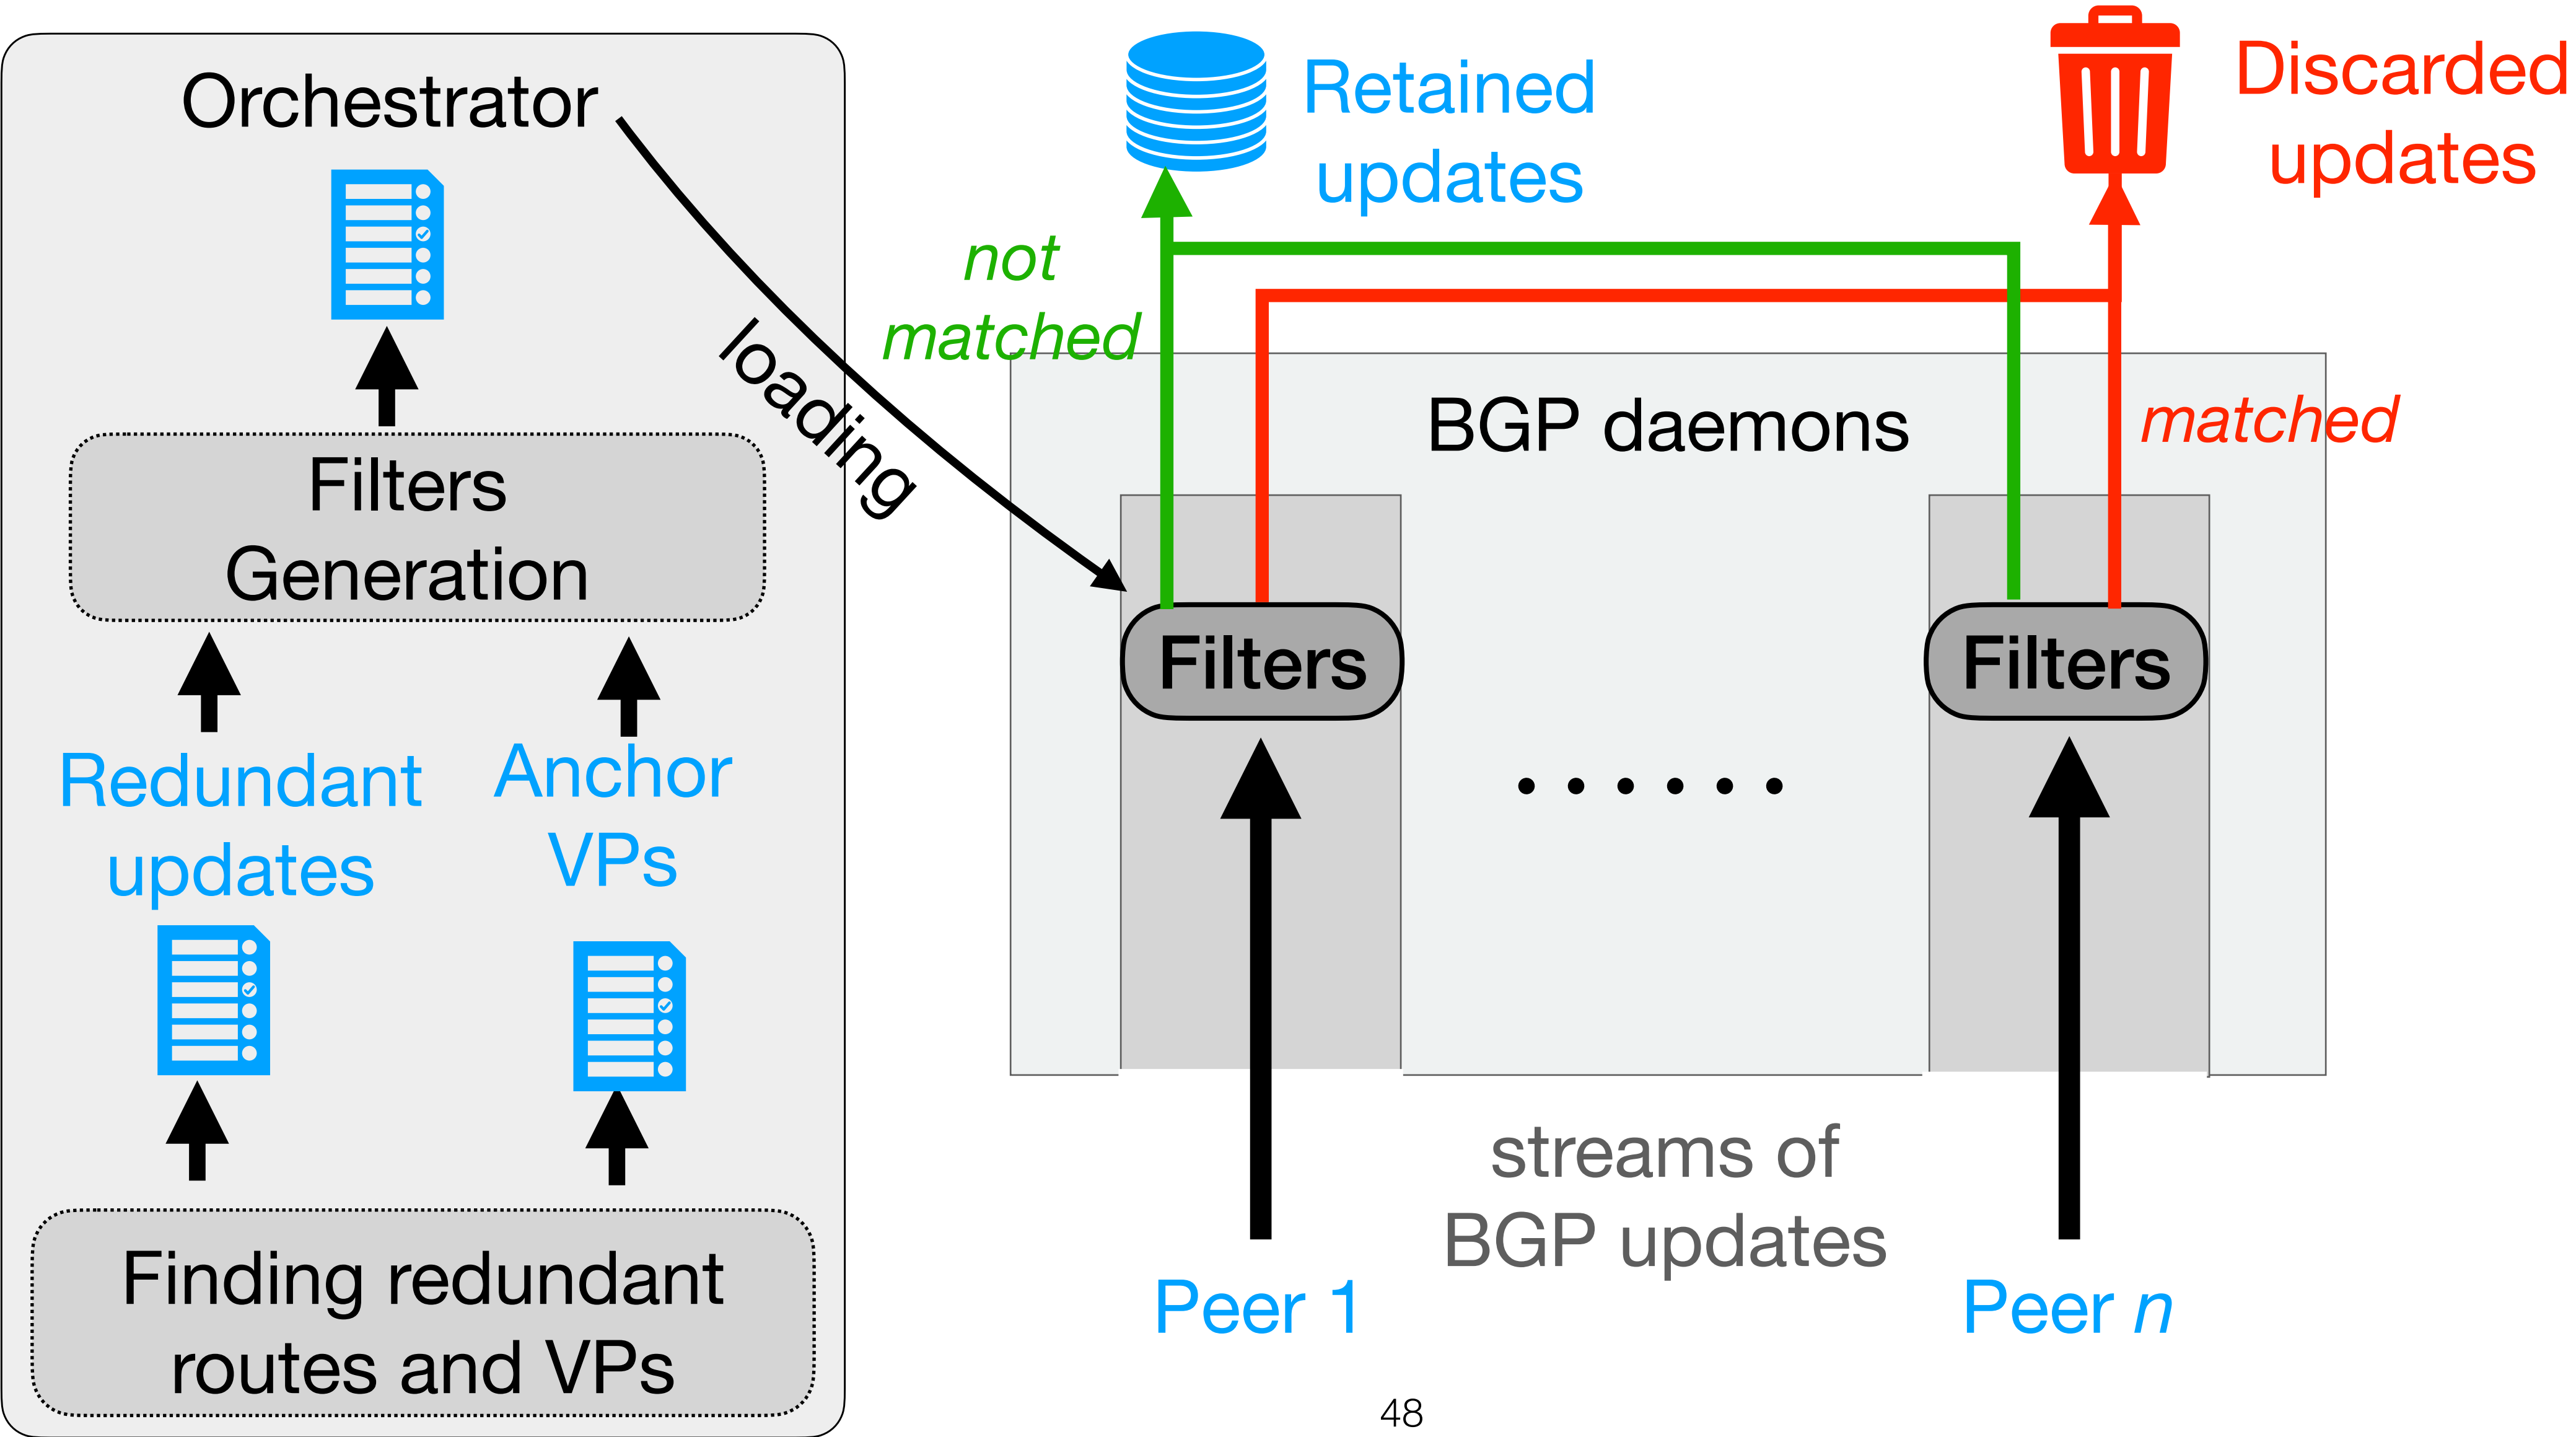 Orchestrator
Filters
Generation
Redundant
updates
Anchor
VPs
Finding redundant
routes and VPs
loading
Retained
updates
Discarded
updates
not
matched
matched
BGP daemons
Filters
......
Filters
streams of
BGP updates
Peer 1
Peer n
48